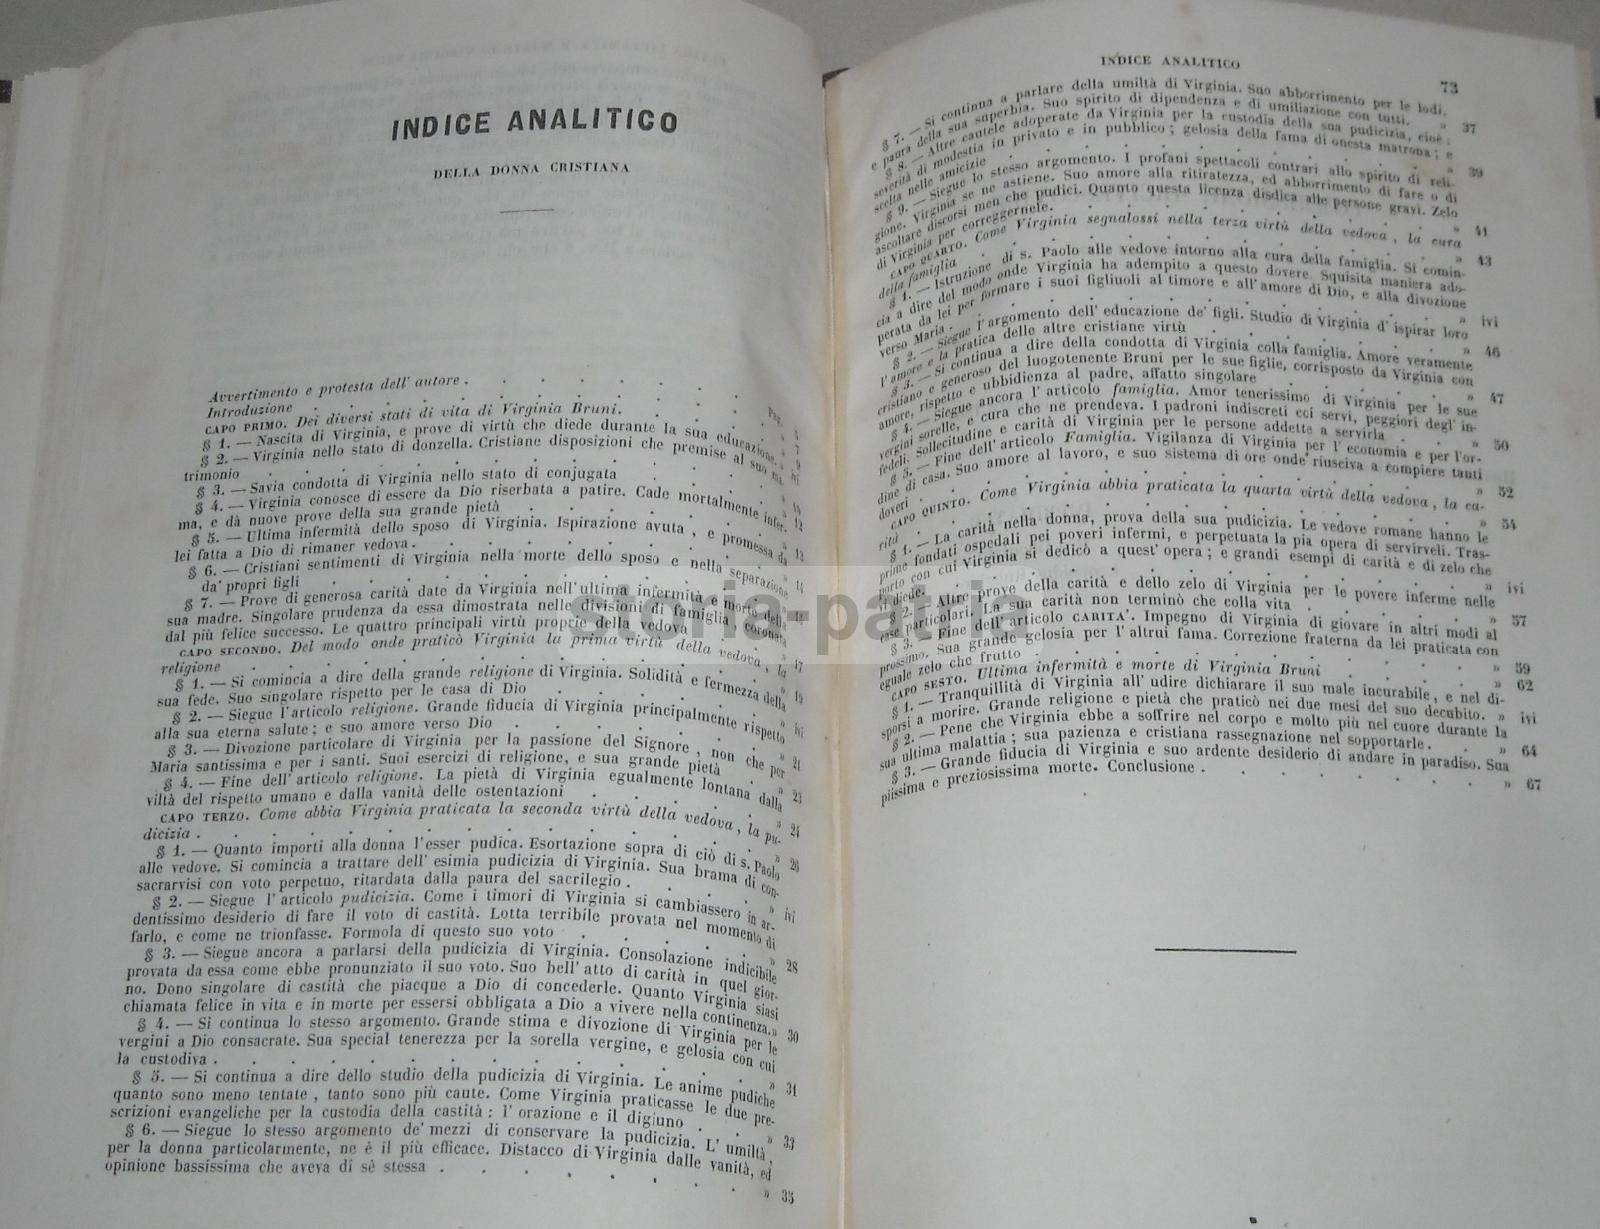 INDICE ANALITICO
DELLA DONNA CRISTIANA
Avvertimento e protesta dell' autore . . . . . . . Pag. 5
Introduzione . . . . . . . . . . » 7
CAPO PRIMO. Dei diversi stati di vita di Virginia Bruni. . . . . » 9
§ 1. — Nascita di Virginia, e prove di virtù che diede durante la sua educazione. » ivi
§ 2. — Virginia nello stato di donzella. Cristiane disposizioni che premise al suo ma-
trimonio . . . . . . . . . . »
§ 3. — Savia condotta di Virginia nello stato di conjugata . . . » 12
§ 4. — Virginia conosce di essere da Dio riserbata a patire. Cade mortalmente infer-
ma, e dà nuove prove della sua grande pietà . . . . . » 13
§ 5. — Ultima infermità dello sposo di Virginia. Ispirazione avuta, e promessa da
lei fatta a Dio di rimaner vedova . . . . . . . » 14
§ 6. — Cristiani sentimenti di Virginia nella morte dello sposo e nella separazione
da' propri figli . . . . . . . . . »
§ 7. — Prove di generosa carità date da Virginia nell'ultima infermità e morte della
sua madre. Singolare prudenza da essa dimostrata nelle divisioni di famiglia, coronata
dal più felice successo. Le quattro principali virtù proprie della vedova . . » 17
CAPO SECONDO. Del modo onde praticò Virginia la prima virtù della vedova, la
religione . . . . . . . . . . » 19
§ 1. — Si comincia a dire della grande religione di Virginia. Solidità e fermezza della
sua fede. Suo singolare rispetto per le casa di Dio . . . . . » ivi
§ 2. — Siegue l'articolo religione. Grande fiducia di Virginia principalmente rispetto
alla sua eterna salute; e suo amore verso Dio . . . . . » 21
§ 3. — Divozione particolare di Virginia per la passione del Signore, non che per
Maria santissima e per i santi. Suoi esercizi di religione, e sua grande pietà . » 23
§ 4. — Fine dell' articolo religione. La pietà di Virginia egualmente lontana dalla
viltà del rispetto umano e dalla vanità delle ostentazioni . . . . » 24
CAPO TERZO. Come abbia Virginia praticata la seconda virtù della vedova, la pu-
dicizia . . . . . . . . . . » 26
§ 1. — Quanto importi alla donna l'esser pudica. Esortazione sopra di ciò di s. Paolo
alle vedove. Si comincia a trattare dell' esimia pudicizia di Virginia. Sua brama di con-
sacrarvisi con voto perpetuo, ritardata dalla paura del sacrilegio . . . » ivi
§ 2. — Siegue l' articolo pudicizia. Come i timori di Virginia si cambiassero in ar-
dentissimo desiderio di fare il voto di castità. Lotta terribile provata nel momento di
farlo, e come ne trionfasse. Formola di questo suo voto . . . . » 28
§ 3. — Siegue ancora a parlarsi della pudicizia di Virginia. Consolazione indicibile
provata da essa come ebbe pronunziato il suo voto. Suo bell' atto di carità in quel gior-
no. Dono singolare di castità che piacque a Dio di concederle. Quanto Virginia siasi
chiamata felice in vita e in morte per essersi obbligata a Dio a vivere nella continenza. » 30
§ 4. — Si continua lo stesso argomento. Grande stima e divozione di Virginia per le
vergini a Dio consacrate. Sua special tenerezza per la sorella vergine, e gelosia con cui
la custodiva . . . . . . . . . » 31
§ 5. — Si continua a dire dello studio della pudicizia di Virginia. Le anime pudiche
quanto sono meno tentate, tanto sono più caute. Come Virginia praticasse le due pre-
scrizioni evangeliche per la custodia della castità: l' orazione e il digiuno . . » 33
§ 6. — Siegue lo stesso argomento de' mezzi di conservare la pudicizia. L' umiltà,
per la donna particolarmente, ne è il più efficace. Distacco di Virginia dalle vanità, ed
opinione bassissima che aveva di sè stessa . . . . . . » 35
INDICE ANALITICO 73
§ 7. — Si continua a parlare della umiltà di Virginia. Suo abborrimento per le lodi,
e paura della sua superbia. Suo spirito di dipendenza e di umiliazione con tutti. » 37
§ 8. — Altre cautele adoperate da Virginia per la custodia della sua pudicizia, cioè:
severità di modestia in privato e in pubblico; gelosia della fama di onesta matrona; e
scelta nelle amicizie . . . . . . . . » 39
§ 9. — Siegue lo stesso argomento. I profani spettacoli contrari allo spirito di reli-
gione. Virginia se ne astiene. Suo amore alla ritiratezza, ed abborrimento di fare o di
ascoltare discorsi men che pudici. Quanto questa licenza disdica alle persone gravi. Zelo
di Virginia per correggernele. . . . . . . . » 41
CAPO QUARTO. Come Virginia segnalossi nella terza virtù della vedova, la cura
della famiglia . . . . . . . . . » 43
§ 1. — Istruzione di s. Paolo alle vedove intorno alla cura della famiglia. Si comin-
cia a dire del modo onde Virginia ha adempito a questo dovere. Squisita maniera ado-
perata da lei per formare i suoi figliuoli al timore e all' amore di Dio, e alla divozione
verso Maria . . . . . . . . . . » ivi
§ 2. — Siegue l'argomento dell' educazione de' figli. Studio di Virginia d' ispirar loro
l' amore e la pratica delle altre cristiane virtù . . . . . » 46
§ 3. — Si continua a dire della condotta di Virginia colla famiglia. Amore veramente
cristiano e generoso del luogotenente Bruni per le sue figlie, corrisposto da Virginia con
amore, rispetto e ubbidienza al padre, affatto singolare . . . . » 47
§ 4. — Siegue ancora l' articolo famiglia. Amor tenerissimo di Virginia per le sue
vergini sorelle, e cura che ne prendeva. I padroni indiscreti coi servi, peggiori degl' in-
fedeli. Sollecitudine e carità di Virginia per le persone addette a servirla . » 50
§ 5. — Fine dell' articolo Famiglia. Vigilanza di Virginia per l' economia e per l'or-
dine di casa. Suo amore al lavoro, e suo sistema di ore onde riusciva a compiere tanti
doveri . . . . . . . . . . » 52
CAPO QUINTO. Come Virginia abbia praticata la quarta virtù della vedova, la ca-
rità . . . . . . . . . . » 54
§ 1. — La carità nella donna, prova della sua pudicizia. Le vedove romane hanno le
prime fondati ospedali pei poveri infermi, e perpetuata la pia opera di servirveli. Tras-
porto con cui Virginia si dedicò a quest' opera; e grandi esempi di carità e di zelo che
vi diede. . . . . . . . . . » ivi
§ 2. — Altre prove della carità e dello zelo di Virginia per le povere inferme nelle
case particolari. La sua carità non terminò che colla vita . . . . » 57
§ 3. — Fine dell' articolo CARITA'. Impegno di Virginia di giovare in altri modi al
prossimo. Sua grande gelosia per l' altrui fama. Correzione fraterna da lei praticata con
eguale zelo che frutto . . . . . . . . » 59
CAPO SESTO. Ultima infermità e morte di Virginia Bruni . . . » 62
§ 1. — Tranquillità di Virginia all' udire dichiarare il suo male incurabile, e nel di-
sporsi a morire. Grande religione e pietà che praticò nei due mesi del suo decubito. » ivi
§ 2. — Pene che Virginia ebbe a soffrire nel corpo e molto più nel cuore durante la
sua ultima malattia; sua pazienza e cristiana rassegnazione nel sopportarle. . » 64
§ 3. — Grande fiducia di Virginia e suo ardente desiderio di andare in paradiso. Sua
piissima e preziosissima morte. Conclusione . . . . . . » 67
storia-patria